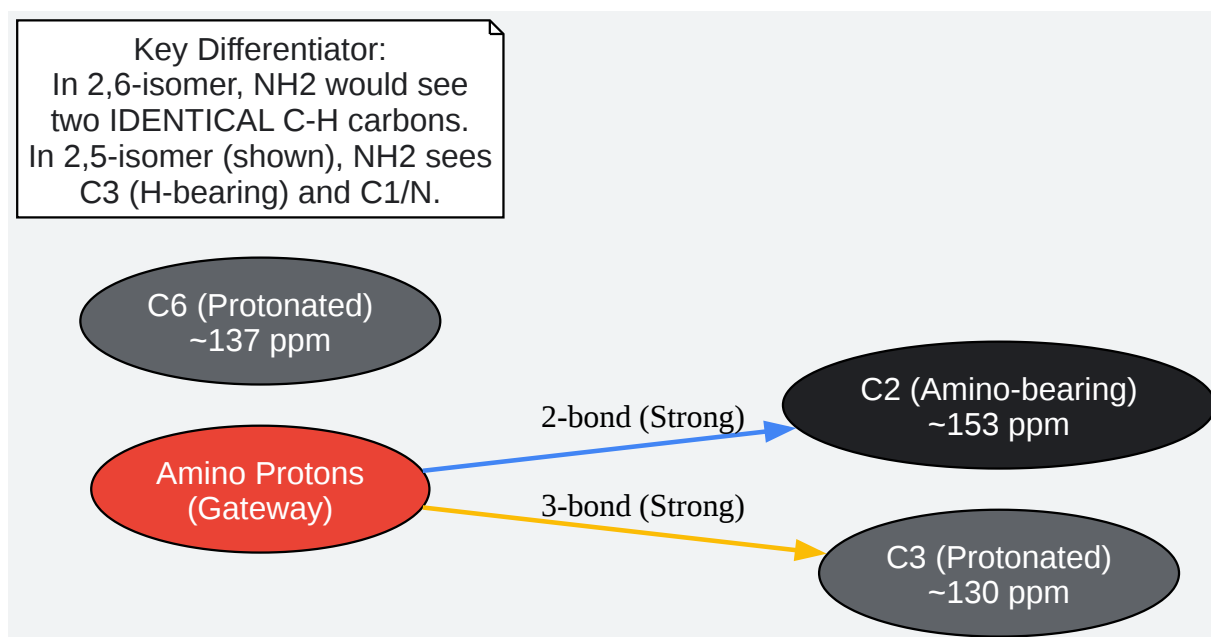 Key Differentiator:
In 2,6-isomer, NH2 would see
two IDENTICAL C-H carbons.
In 2,5-isomer (shown), NH2 sees
C3 (H-bearing) and C1/N.
C6 (Protonated)
~137 ppm
Amino Protons
(Gateway)
2-bond (Strong)
3-bond (Strong)
C2 (Amino-bearing)
~153 ppm
C3 (Protonated)
~130 ppm